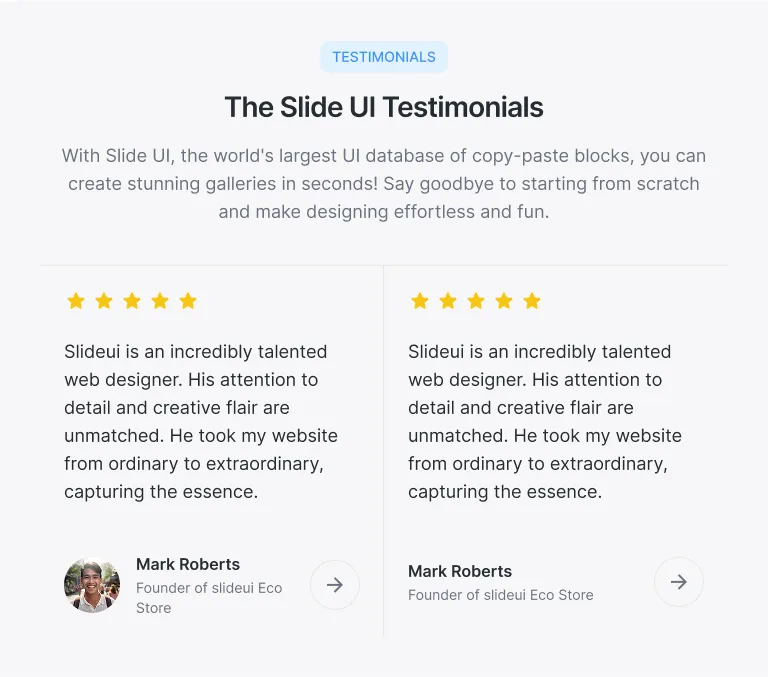 TESTIMONIALS
The Slide UI Testimonials
With Slide UI, the world's largest UI database of copy-paste blocks, you can
create stunning galleries in seconds! Say goodbye to starting from scratch
and make designing effortless and fun.
Slideui is an incredibly talented
web designer. His attention to
detail and creative flair are
unmatched. He took my website
from ordinary to extraordinary,
capturing the essence.
Mark Roberts
Founder of slideui Eco
Store
Slideui is an incredibly talented
web designer. His attention to
detail and creative flair are
unmatched. He took my website
from ordinary to extraordinary,
capturing the essence.
Mark Roberts
Founder of slideui Eco Store